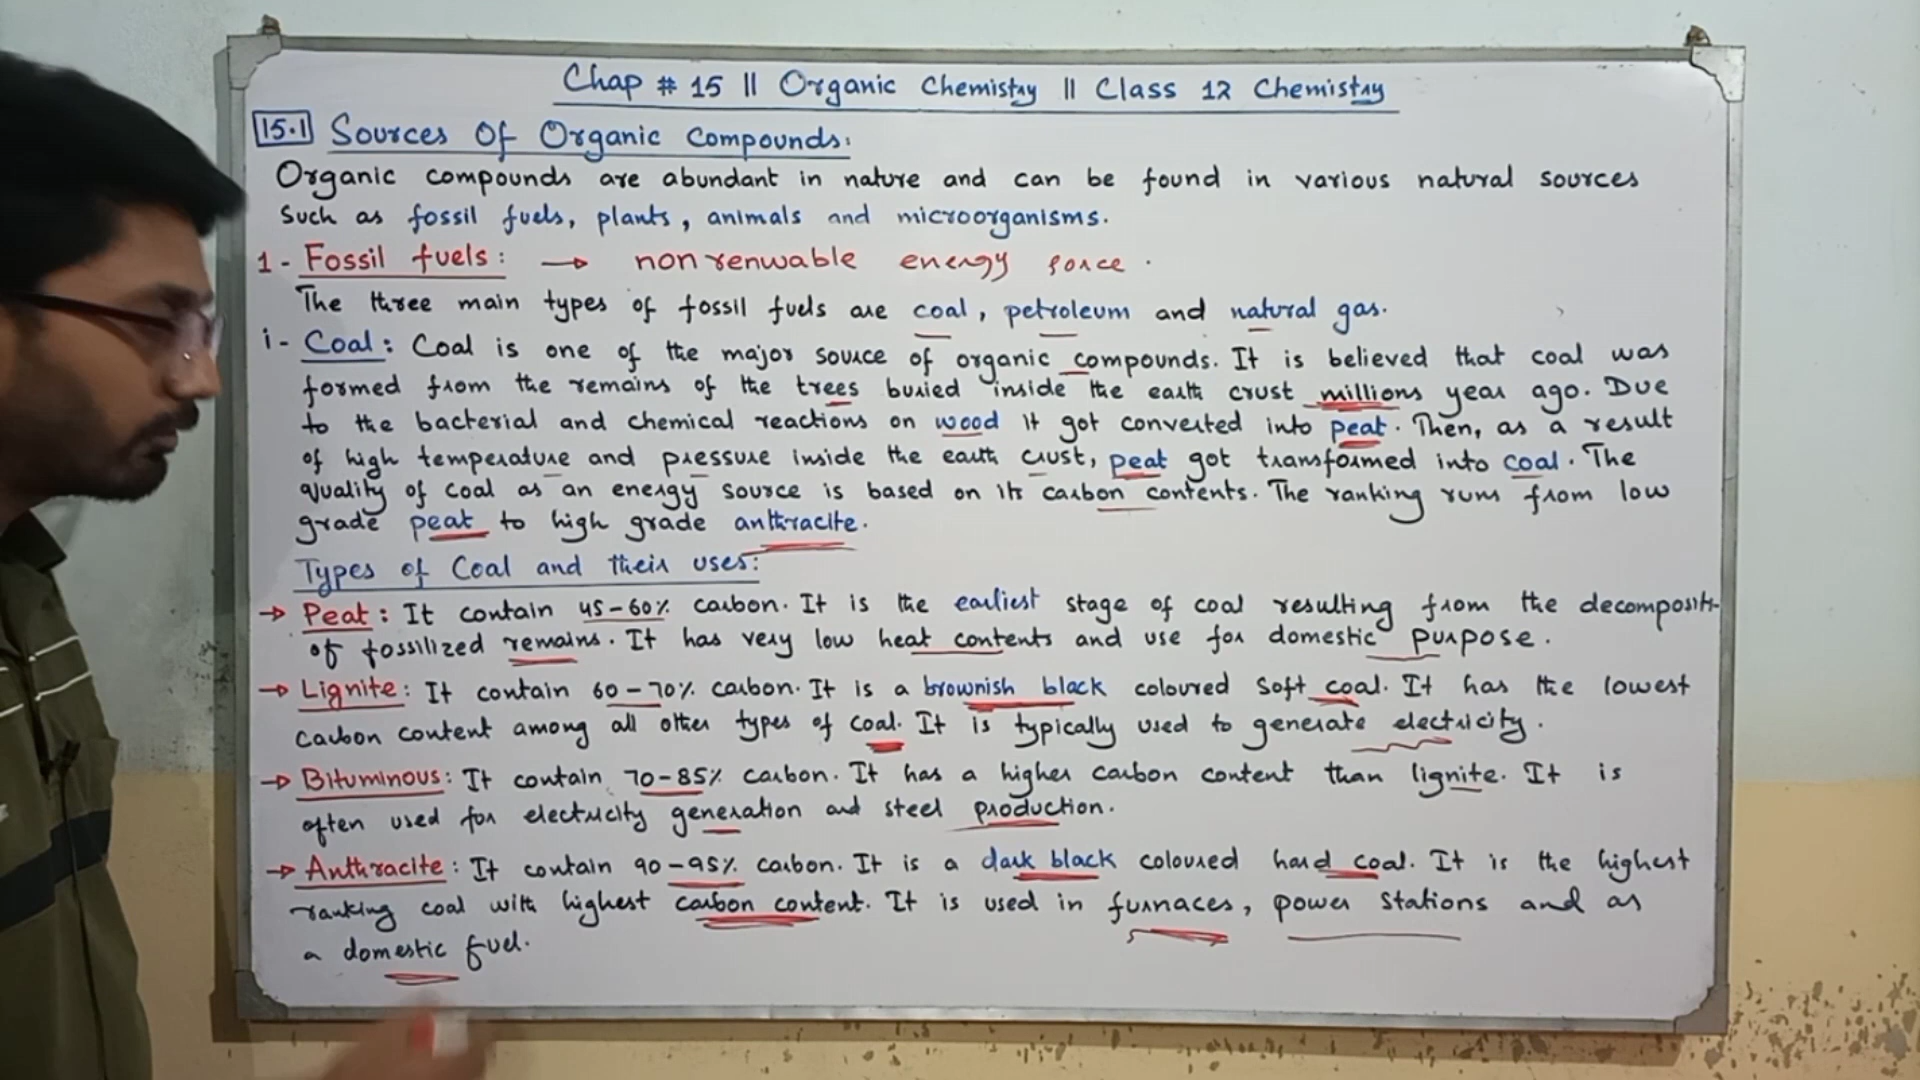 Chap # 15 || Organic Chemistry || Class 12 Chemistry
15.1 Sources Of Organic Compounds:
Organic compounds are abundant in nature and can be found in various natural sources
Such as fossil fuels, plants, animals and microorganisms.
1 - Fossil fuels: → non renwable energy sorce.
The three main types of fossil fuels are coal, petroleum and natural gas.
i - Coal: Coal is one of the major source of organic compounds. It is believed that coal was
formed from the remains of the trees buried inside the earth crust millions year ago. Due
to the bacterial and chemical reactions on wood it got converted into peat. Then, as a result
of high temperature and pressure inside the earth crust, peat got transformed into coal. The
quality of coal as an energy source is based on its carbon contents. The ranking runs from low
grade peat to high grade anthracite.
Types of Coal and their uses:
→ Peat: It contain 45-60% carbon. It is the earliest stage of coal resulting from the decompositi-
of fossilized remains. It has very low heat contents and use for domestic purpose.
→ Lignite: It contain 60-70% carbon. It is a brownish black coloured soft coal. It has the lowest
carbon content among all other types of coal. It is typically used to generate electricity.
→ Bituminous: It contain 70-85% carbon. It has a higher carbon content than lignite. It is
often used for electricity generation and steel production.
→ Anthracite: It contain 90-95% carbon. It is a dark black coloured hard coal. It is the highest
ranking coal with highest carbon content. It is used in furnaces, power stations and as
a domestic fuel.